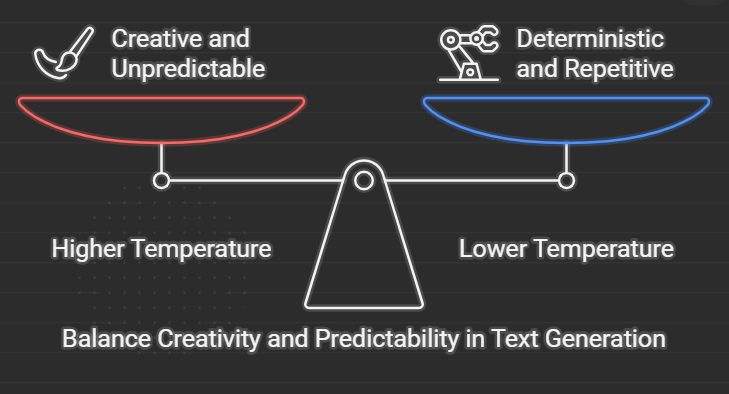 Creative and
Unpredictable
Deterministic
and Repetitive
Higher Temperature
Lower Temperature
Balance Creativity and Predictability in Text Generation